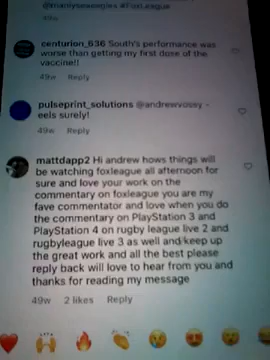 @manlyseaeagles #FoxLeague
49w
centurion_636 South's performance was
worse than getting my first dose of the
vaccine!!
49w Reply
pulseprint_solutions @andrewvossy -
eels surely!
49w Reply
mattdapp2 Hi andrew hows things will
be watching foxleague all afternoon for
sure and love your work on the
commentary on foxleague you are my
fave commentator and love when you do
the commentary on PlayStation 3 and
PlayStation 4 on rugby league live 2 and
rugbyleague live 3 as well and keep up
the great work and all the best please
reply back will love to hear from you and
thanks for reading my message
49w 2 likes Reply